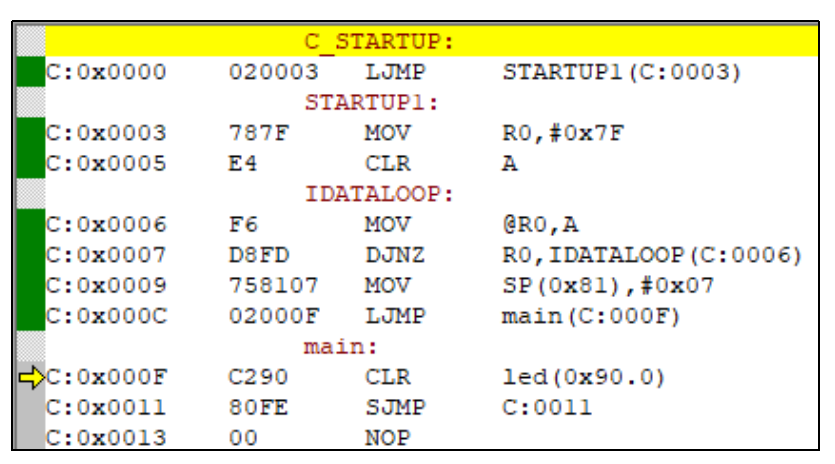 C_STARTUP:
C:0x0000 020003 LJMP STARTUP1(C:0003)
STARTUP1:
C:0x0003 787F MOV R0,#0x7F
C:0x0005 E4 CLR A
IDATALOOP:
C:0x0006 F6 MOV @R0,A
C:0x0007 D8FD DJNZ R0,IDATALOOP(C:0006)
C:0x0009 758107 MOV SP(0x81),#0x07
C:0x000C 02000F LJMP main(C:000F)
main:
C:0x000F C290 CLR led(0x90.0)
C:0x0011 80FE SJMP C:0011
C:0x0013 00 NOP